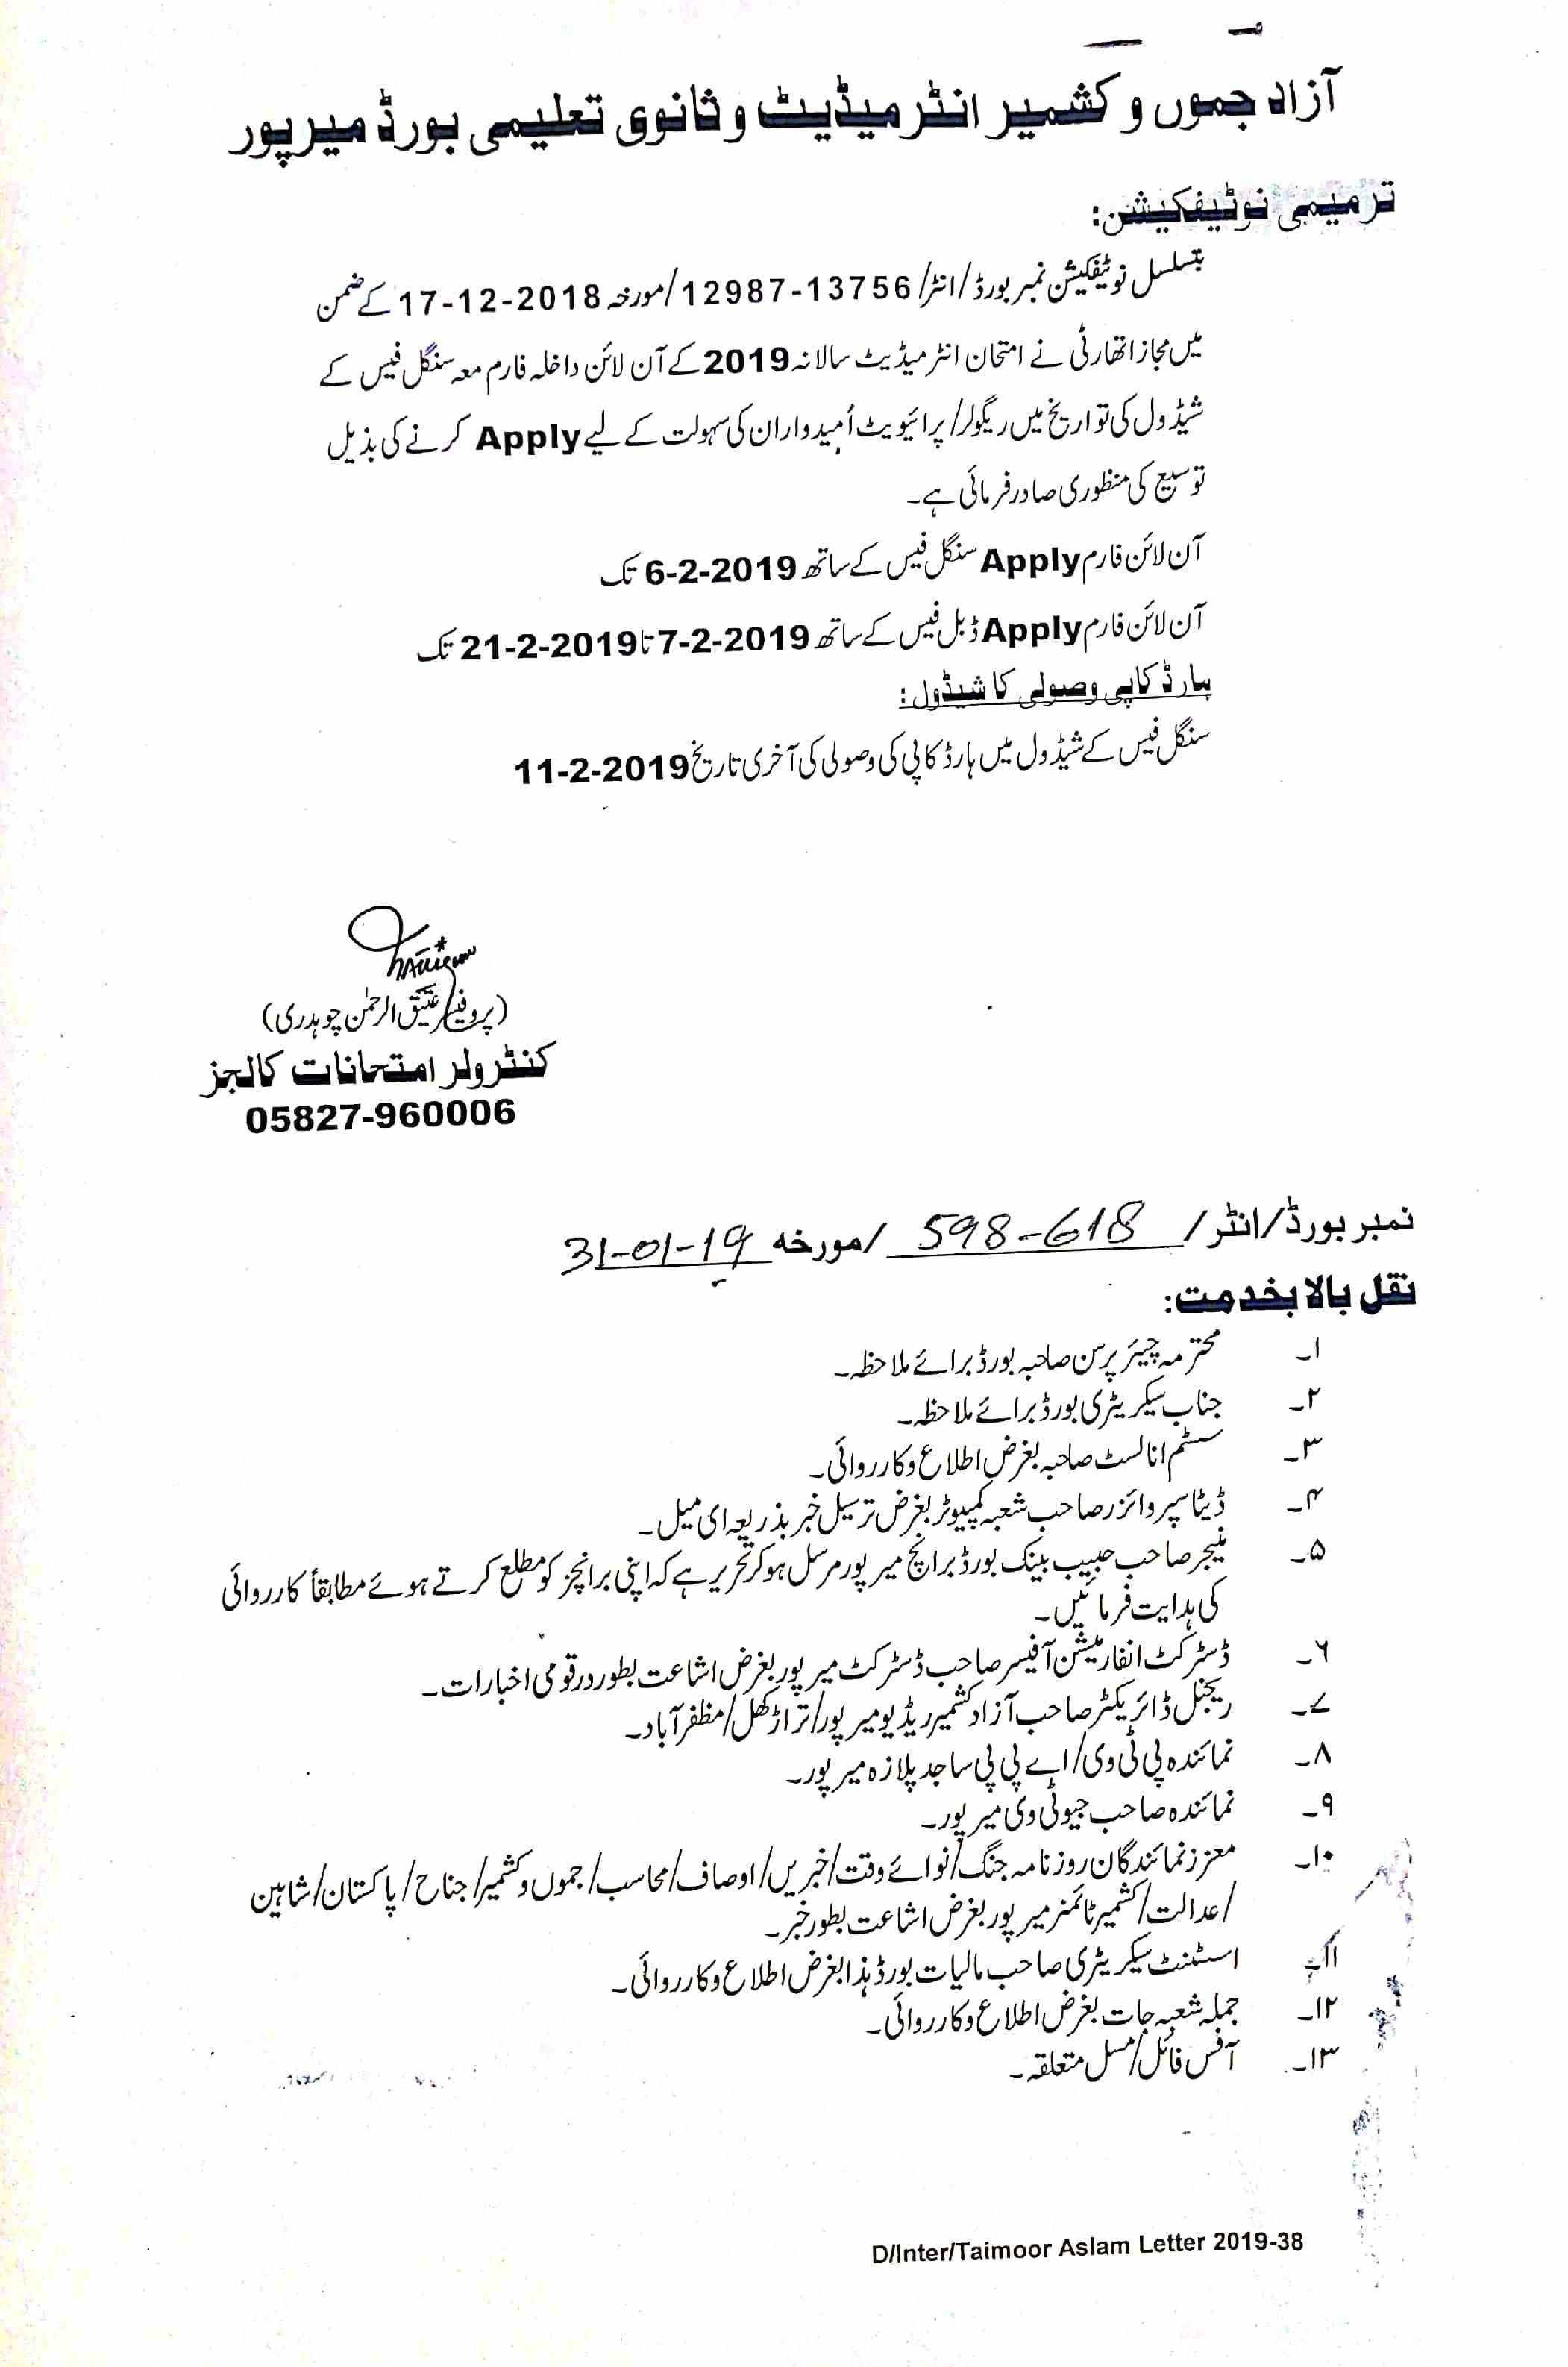 آزاد جموں و کشمیر انٹرمیڈیٹ و ثانوی تعلیمی بورڈ میرپور
ترمیمی نوٹیفکیشن:
بتسلسل نوٹیفکیشن نمبر بورڈ/انٹر/12987-13756/مورخہ 17-12-2018 کے ضمن
میں مجاز اتھارٹی نے امتحان انٹرمیڈیٹ سالانہ 2019 کے آن لائن داخلہ فارم معہ سنگل فیس کے
شیڈول کی تواریخ میں ریگولر/پرائیویٹ اُمیدواران کی سہولت کے لیے Apply کرنے کی بذیل
توسیع کی منظوری صادر فرمائی ہے۔
آن لائن فارم Apply سنگل فیس کے ساتھ 6-2-2019 تک
آن لائن فارم Apply ڈبل فیس کے ساتھ 7-2-2019 تا 21-2-2019 تک
ہارڈ کاپی وصولی کا شیڈول:
سنگل فیس کے شیڈول میں ہارڈ کاپی کی وصولی کی آخری تاریخ 11-2-2019
(پروفیسر عتیق الرحمٰن چوہدری)
کنٹرولر امتحانات کالجز
05827-960006
نمبر بورڈ/انٹر/ 598-618 /مورخہ 31-01-19
نقل بالا بخدمت:
۱۔ محترمہ چیئرپرسن صاحبہ بورڈ برائے ملاحظہ۔
۲۔ جناب سیکریٹری بورڈ برائے ملاحظہ۔
۳۔ سسٹم انالسٹ صاحبہ بغرض اطلاع و کارروائی۔
۴۔ ڈیٹا سپروائزر صاحب شعبہ کمپیوٹر بغرض ترسیل خبر بذریعہ ای میل۔
۵۔ منیجر صاحب حبیب بینک بورڈ برانچ میرپور مرسل ہو کر تحریر ہے کہ اپنی برانچز کو مطلع کرتے ہوئے مطابقاً کارروائی
کی ہدایت فرمائیں۔
۶۔ ڈسٹرکٹ انفارمیشن آفیسر صاحب ڈسٹرکٹ میرپور بغرض اشاعت بطور درقومی اخبارات۔
۷۔ ریجنل ڈائریکٹر صاحب آزاد کشمیر ریڈیو میرپور/تراڑکھل/مظفرآباد۔
۸۔ نمائندہ پی ٹی وی/اے پی پی ساجد پلازہ میرپور۔
۹۔ نمائندہ صاحب جیو ٹی وی میرپور۔
۱۰۔ معزز نمائندگان روزنامہ جنگ/نوائے وقت/خبریں/اوصاف/محاسب/جموں و کشمیر/جناح/پاکستان/شاہین
/عدالت/کشمیر ٹائمنر میرپور بغرض اشاعت بطور خبر۔
۱۱۔ اسسٹنٹ سیکریٹری صاحب مالیات بورڈ ہذا بغرض اطلاع و کارروائی۔
۱۲۔ جملہ شعبہ جات بغرض اطلاع و کارروائی۔
۱۳۔ آفس فائل/مسل متعلقہ۔
D/Inter/Taimoor Aslam Letter 2019-38